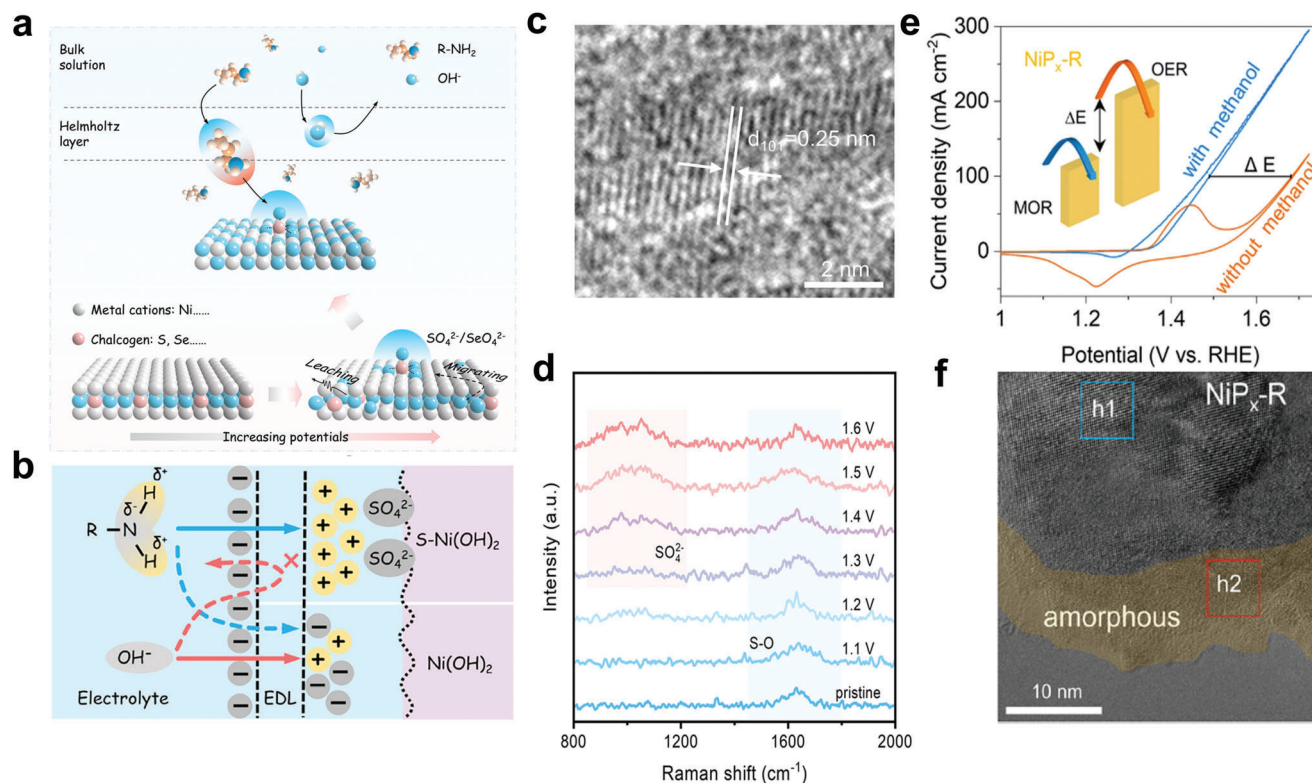 a
Bulk
solution
R-NH₂
OH⁻
Helmholtz
layer
Metal cations: Ni......
Chalcogen: S, Se......
SO₄²⁻/SeO₄²⁻
Leaching
Migrating
Increasing potentials
b
δ⁺
H
δ⁻
R–N
δ⁺
H
OH⁻
Electrolyte
EDL
SO₄²⁻
SO₄²⁻
S-Ni(OH)₂
Ni(OH)₂
c
d₁₀₁=0.25 nm
2 nm
d
Intensity (a.u.)
1.6 V
1.5 V
1.4 V
SO₄²⁻
1.3 V
1.2 V
S-O
1.1 V
pristine
800 1200 1600 2000
Raman shift (cm⁻¹)
e
Current density (mA cm⁻²)
300
200
100
0
NiPₓ-R
OER
ΔE
MOR
with methanol
Δ E
without methanol
1 1.2 1.4 1.6
Potential (V vs. RHE)
f
h1
NiPₓ-R
h2
amorphous
10 nm